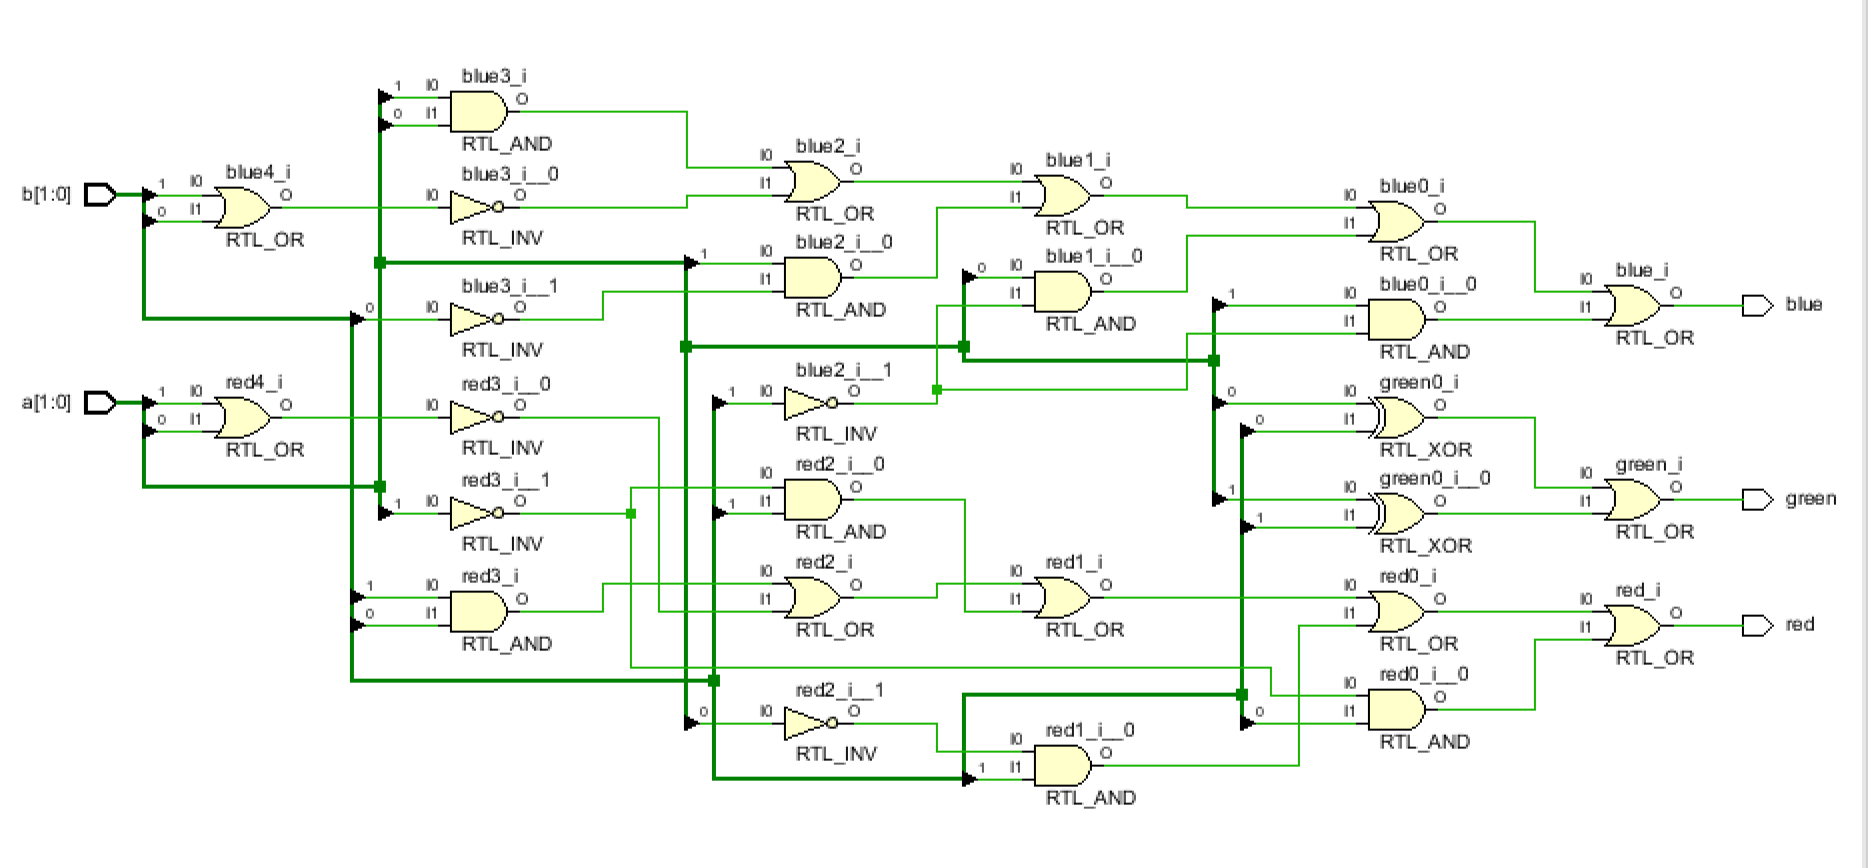 blue3_i
1 I0 O
0 I1
RTL_AND
blue4_i
b[1:0] 1 I0 O
0 I1
RTL_OR
blue3_i__0
I0 O
RTL_INV
blue2_i
I0 O
I1
RTL_OR
blue1_i
I0 O
I1
RTL_OR
blue0_i
I0 O
I1
RTL_OR
blue2_i__0
1 I0 O
I1
RTL_AND
blue1_i__0
0 I0 O
I1
RTL_AND
blue3_i__1
0 I0 O
RTL_INV
blue0_i__0
1 I0 O
I1
RTL_AND
blue_i
I0 O blue
I1
RTL_OR
red4_i
a[1:0] 1 I0 O
0 I1
RTL_OR
red3_i__0
I0 O
RTL_INV
blue2_i__1
1 I0 O
RTL_INV
green0_i
0 I0 O
0 I1
RTL_XOR
red3_i__1
1 I0 O
RTL_INV
red2_i__0
I0 O
1 I1
RTL_AND
green0_i__0
1 I0 O
1 I1
RTL_XOR
green_i
I0 O green
I1
RTL_OR
red3_i
1 I0 O
0 I1
RTL_AND
red2_i
I0 O
I1
RTL_OR
red1_i
I0 O
I1
RTL_OR
red0_i
I0 O
I1
RTL_OR
red_i
I0 O red
I1
RTL_OR
red2_i__1
0 I0 O
RTL_INV
red1_i__0
I0 O
1 I1
RTL_AND
red0_i__0
I0 O
0 I1
RTL_AND